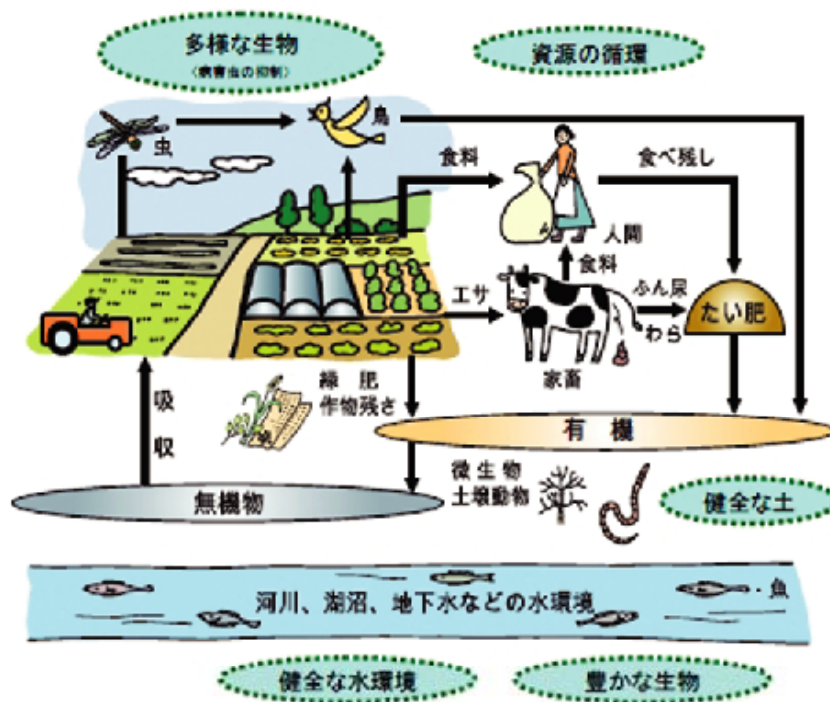 多様な生物
(病害虫の抑制)
資源の循環
虫
鳥
食料
食べ残し
人間
食料
エサ
ふん尿
わら
たい肥
家畜
緑肥
作物残さ
吸収
有機
微生物
土壌動物
無機物
健全な土
河川、湖沼、地下水などの水環境
魚
健全な水環境
豊かな生物